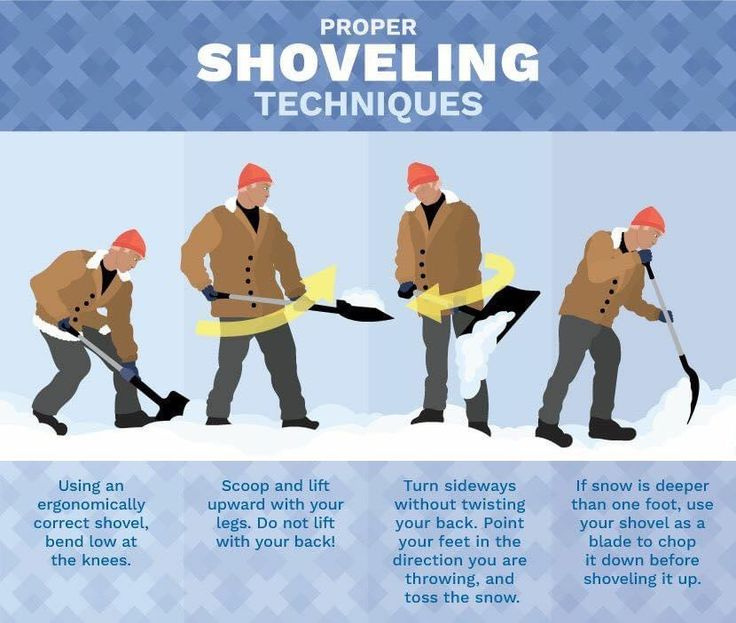 PROPER
SHOVELING
TECHNIQUES
Using an
ergonomically
correct shovel,
bend low at
the knees.
Scoop and lift
upward with your
legs. Do not lift
with your back!
Turn sideways
without twisting
your back. Point
your feet in the
direction you are
throwing, and
toss the snow.
If snow is deeper
than one foot, use
your shovel as a
blade to chop
it down before
shoveling it up.